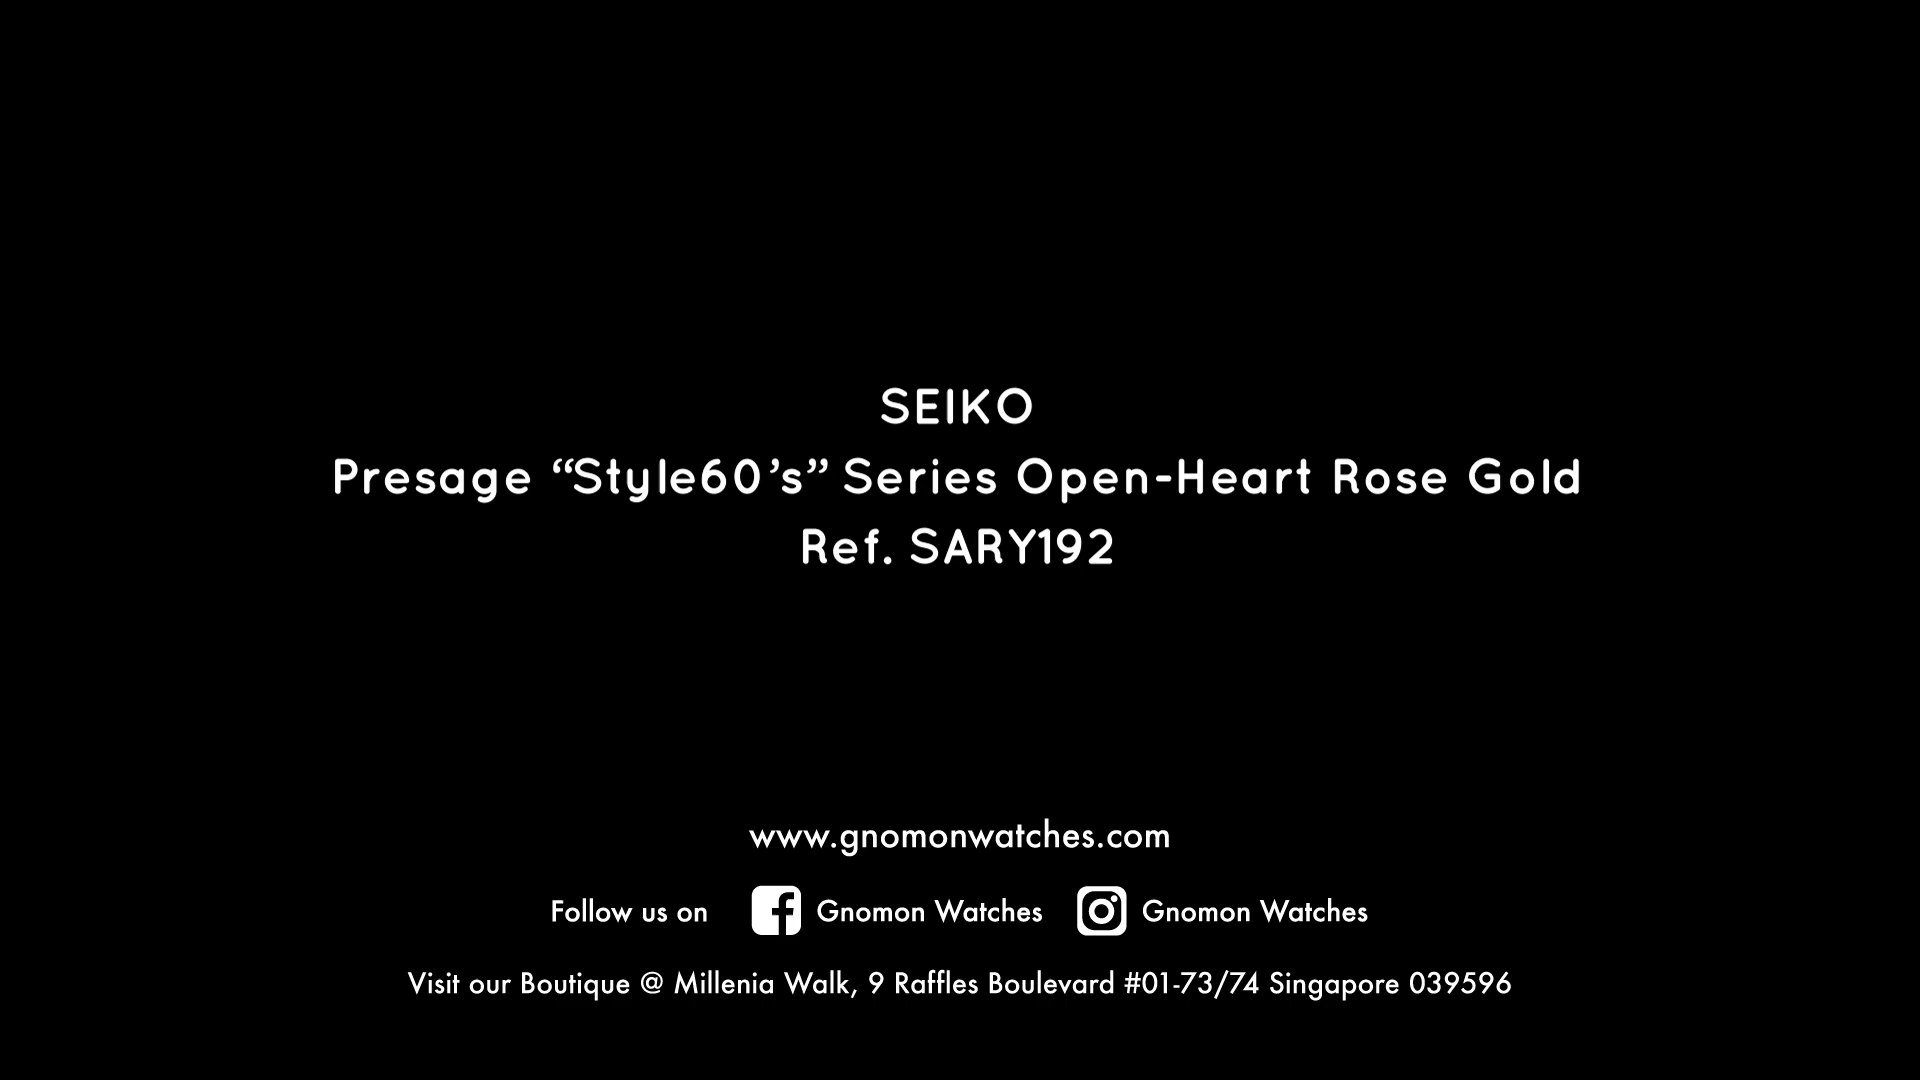 SEIKO
Presage “Style60’s” Series Open-Heart Rose Gold
Ref. SARY192
www.gnomonwatches.com
Follow us on Gnomon Watches Gnomon Watches
Visit our Boutique @ Millenia Walk, 9 Raffles Boulevard #01-73/74 Singapore 039596